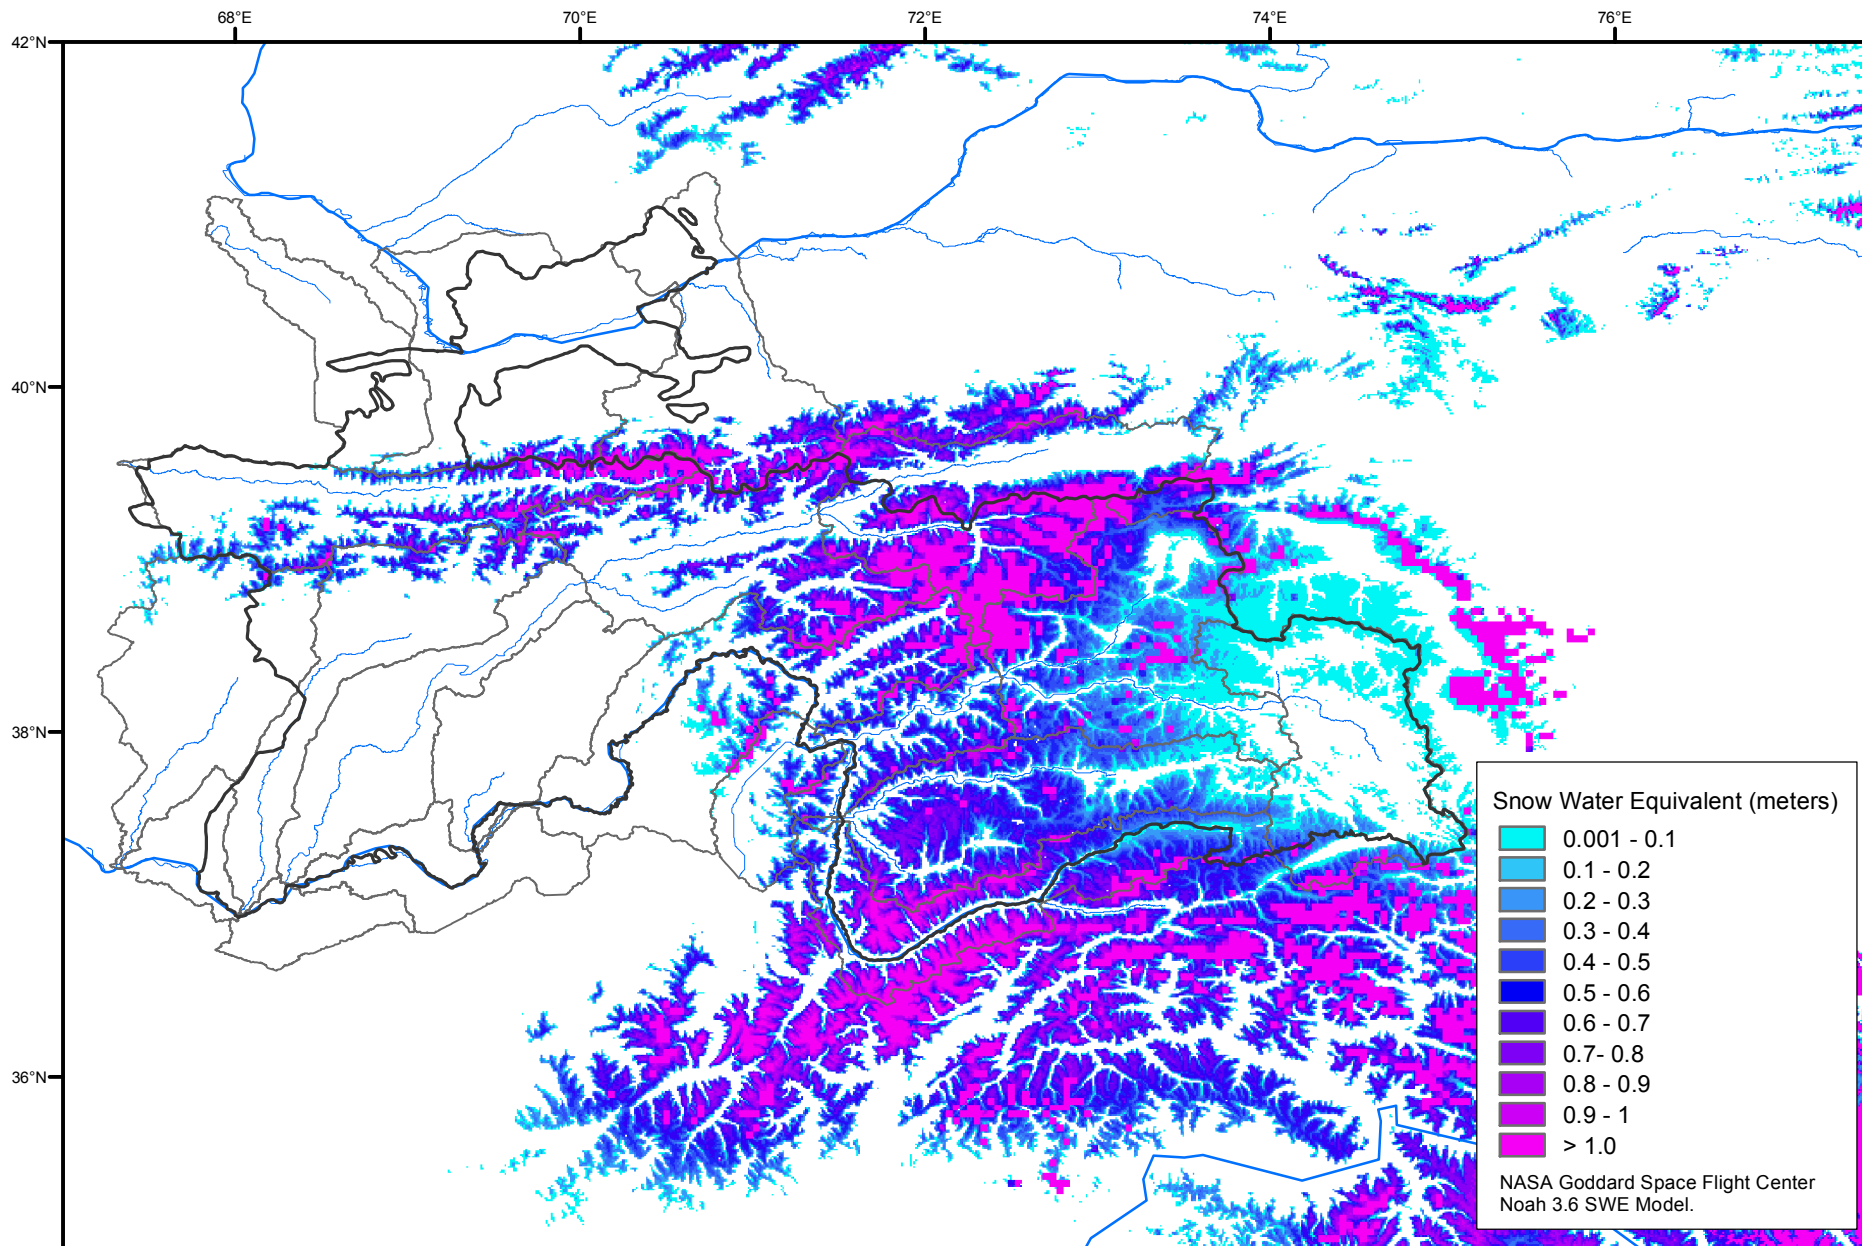 68°E
70°E
72°E
74°E
76°E
42°N
40°N
38°N
36°N
Snow Water Equivalent (meters)
0.001 - 0.1
0.1 - 0.2
0.2 - 0.3
0.3 - 0.4
0.4 - 0.5
0.5 - 0.6
0.6 - 0.7
0.7- 0.8
0.8 - 0.9
0.9 - 1
> 1.0
NASA Goddard Space Flight Center
Noah 3.6 SWE Model.